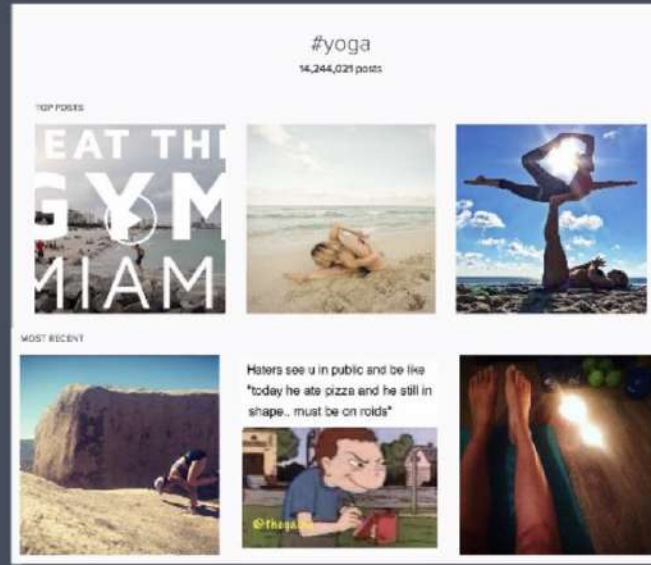 #yoga
14,244,021 posts
TOP POSTS
EAT THI
GYM
MIAM
MOST RECENT
Haters see u in public and be like
"today he ate pizza and he still in
shape.. must be on roids"